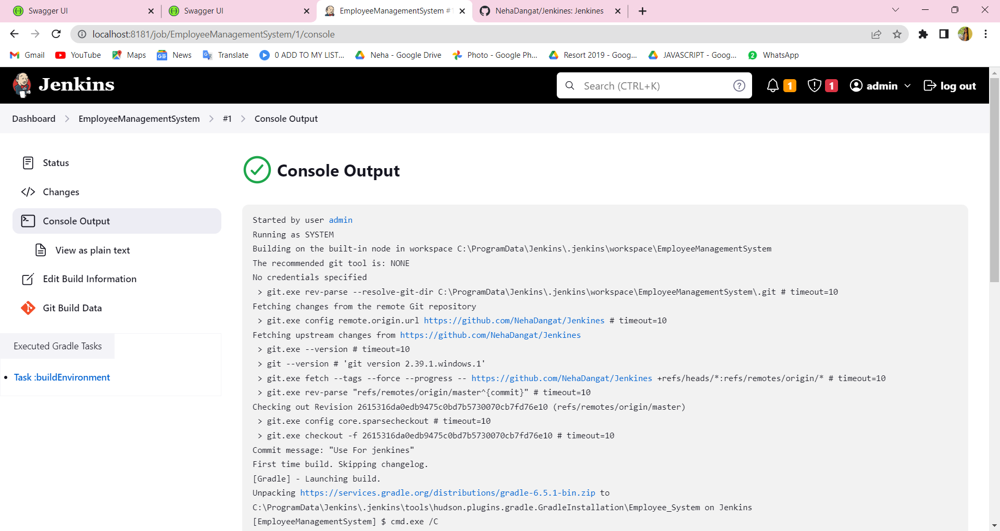 Swagger UI
Swagger UI
EmployeeManagementSystem #1
NehaDangat/Jenkines: Jenkines
localhost:8181/job/EmployeeManagementSystem/1/console
Gmail
YouTube
Maps
News
Translate
0 ADD TO MY LIST...
Neha - Google Drive
Photo - Google Ph...
Resort 2019 - Goog...
JAVASCRIPT - Goog...
2
WhatsApp
Jenkins
Search (CTRL+K)
1
1
admin
log out
Dashboard
EmployeeManagementSystem
#1
Console Output
Status
Changes
Console Output
View as plain text
Edit Build Information
Git Build Data
Executed Gradle Tasks
Task :buildEnvironment
Console Output
Started by user admin
Running as SYSTEM
Building on the built-in node in workspace C:\ProgramData\Jenkins\.jenkins\workspace\EmployeeManagementSystem
The recommended git tool is: NONE
No credentials specified
> git.exe rev-parse --resolve-git-dir C:\ProgramData\Jenkins\.jenkins\workspace\EmployeeManagementSystem\.git # timeout=10
Fetching changes from the remote Git repository
> git.exe config remote.origin.url https://github.com/NehaDangat/Jenkines # timeout=10
Fetching upstream changes from https://github.com/NehaDangat/Jenkines
> git.exe --version # timeout=10
> git --version # 'git version 2.39.1.windows.1'
> git.exe fetch --tags --force --progress -- https://github.com/NehaDangat/Jenkines +refs/heads/*:refs/remotes/origin/* # timeout=10
> git.exe rev-parse "refs/remotes/origin/master^{commit}" # timeout=10
Checking out Revision 2615316da0edb9475c0bd7b5730070cb7fd76e10 (refs/remotes/origin/master)
> git.exe config core.sparsecheckout # timeout=10
> git.exe checkout -f 2615316da0edb9475c0bd7b5730070cb7fd76e10 # timeout=10
Commit message: "Use For jenkines"
First time build. Skipping changelog.
[Gradle] - Launching build.
Unpacking https://services.gradle.org/distributions/gradle-6.5.1-bin.zip to
C:\ProgramData\Jenkins\.jenkins\tools\hudson.plugins.gradle.GradleInstallation\Employee_System on Jenkins
[EmployeeManagementSystem] $ cmd.exe /C